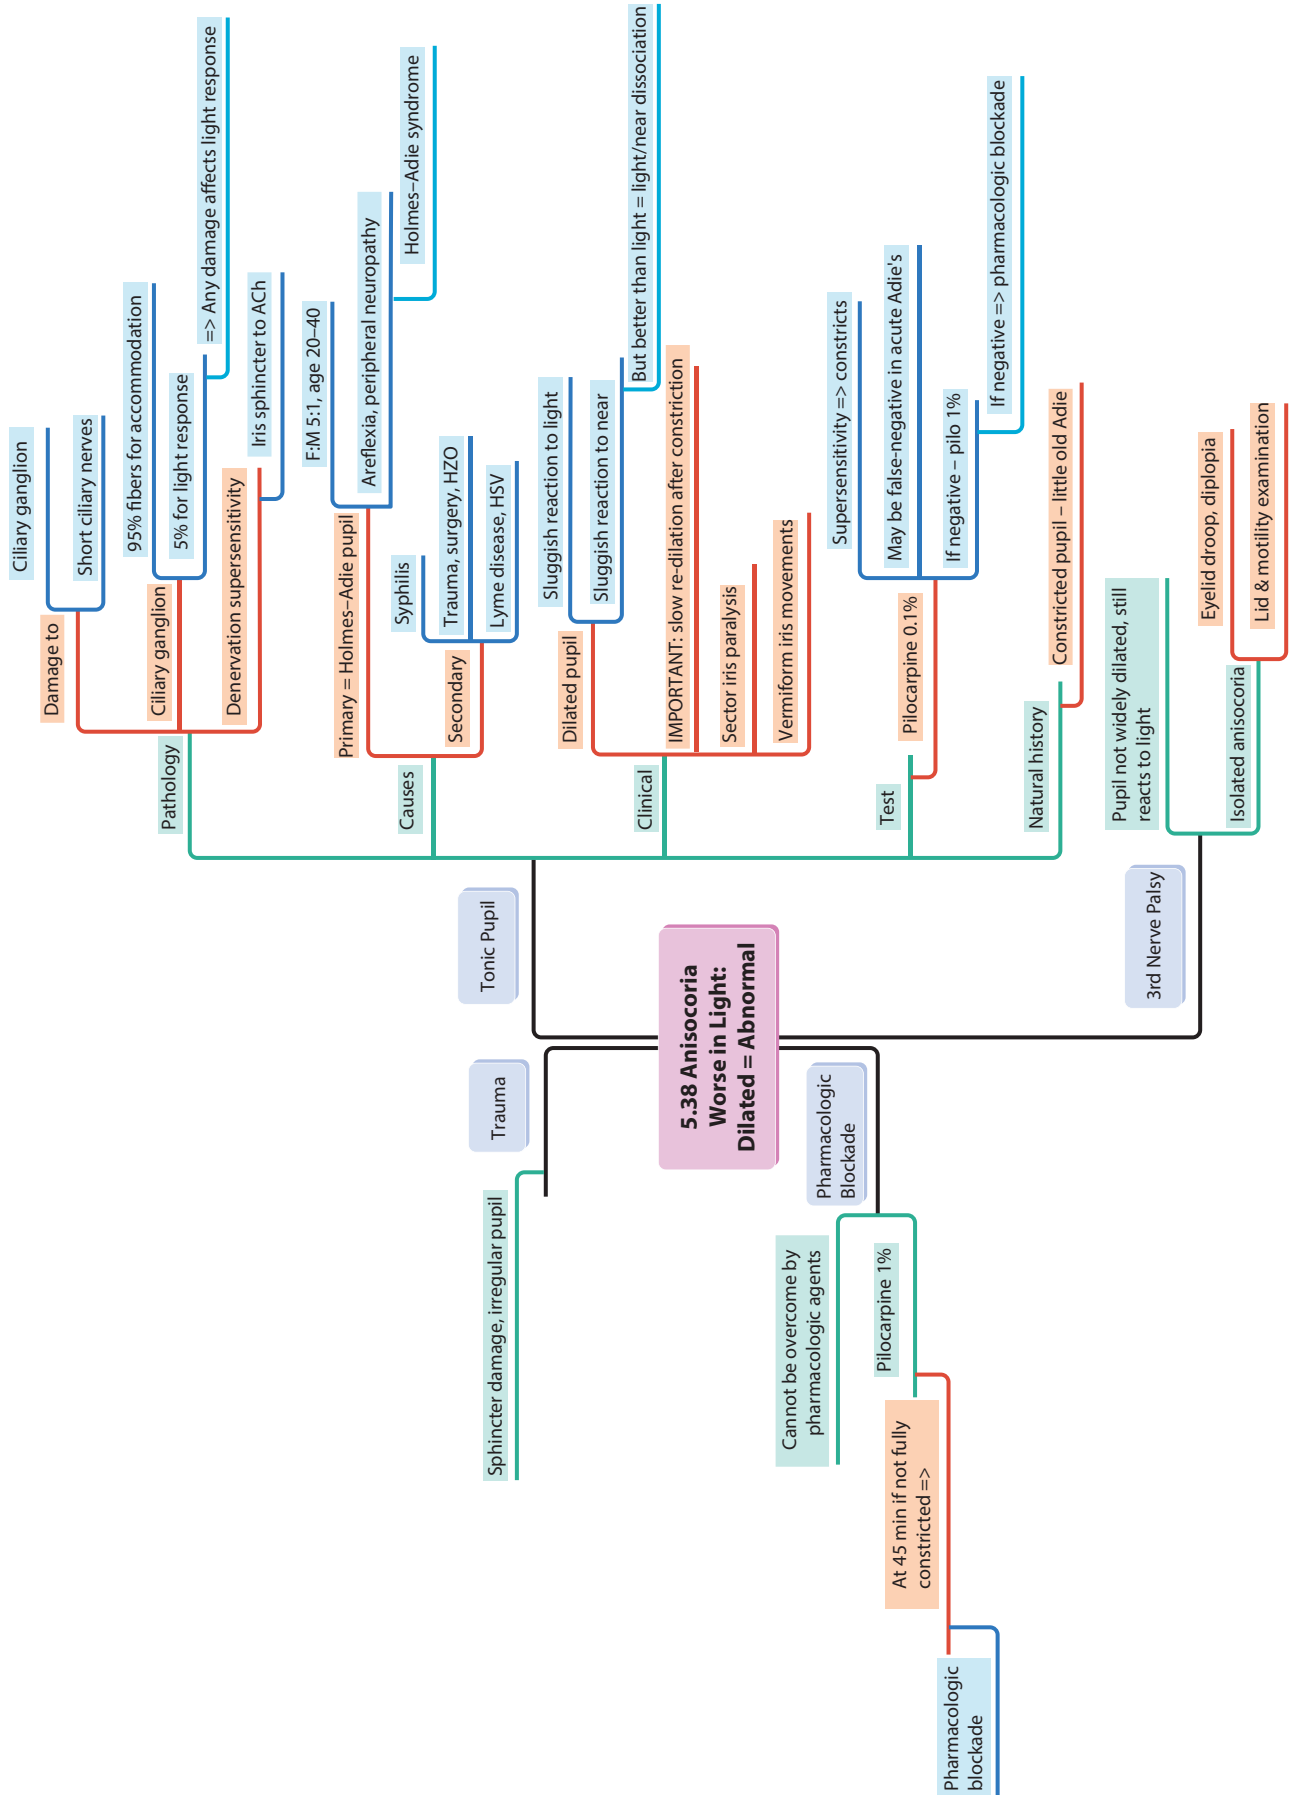 5.38 Anisocoria
Worse in Light:
Dilated = Abnormal
Tonic Pupil
Pathology
Damage to
Ciliary ganglion
Short ciliary nerves
Ciliary ganglion
95% fibers for accommodation
5% for light response
=> Any damage affects light response
Denervation supersensitivity
Iris sphincter to ACh
Causes
Primary = Holmes–Adie pupil
F:M 5:1, age 20–40
Areflexia, peripheral neuropathy
Holmes–Adie syndrome
Secondary
Syphilis
Trauma, surgery, HZO
Lyme disease, HSV
Clinical
Dilated pupil
Sluggish reaction to light
Sluggish reaction to near
But better than light = light/near dissociation
IMPORTANT: slow re-dilation after constriction
Sector iris paralysis
Vermiform iris movements
Test
Pilocarpine 0.1%
Supersensitivity => constricts
May be false-negative in acute Adie's
If negative – pilo 1%
If negative => pharmacologic blockade
Natural history
Constricted pupil – little old Adie
3rd Nerve Palsy
Pupil not widely dilated, still
reacts to light
Isolated anisocoria
Eyelid droop, diplopia
Lid & motility examination
Trauma
Sphincter damage, irregular pupil
Pharmacologic
Blockade
Cannot be overcome by
pharmacologic agents
Pilocarpine 1%
At 45 min if not fully
constricted =>
Pharmacologic
blockade